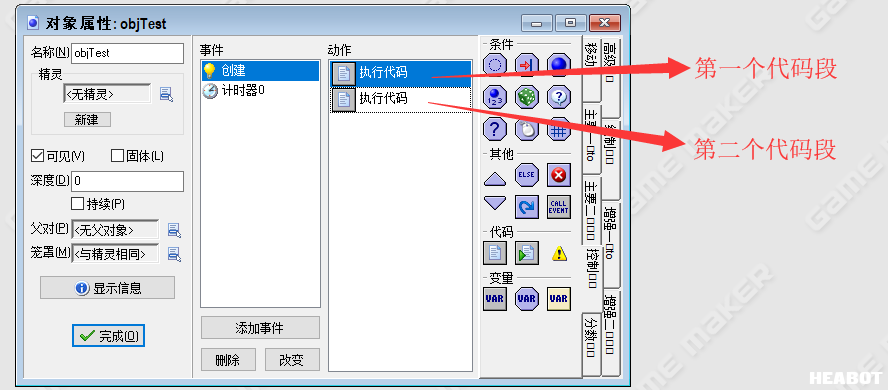 对象属性: objTest
名称(N) objTest
精灵
<无精灵>
新建
可见(V) 固体(L)
深度(D) 0
持续(P)
父对(P) <无父对象>
笼罩(M) <与精灵相同>
显示信息
完成(O)
事件
创建
计时器0
添加事件
删除 改变
动作
执行代码
执行代码
条件
其他
ELSE
CALL EVENT
代码
变量
VAR VAR VAR
移动
主要一
主要二
控制
分数
高级
绘制
增强一
增强二
第一个代码段
第二个代码段
GAME MAKER
HEABOT